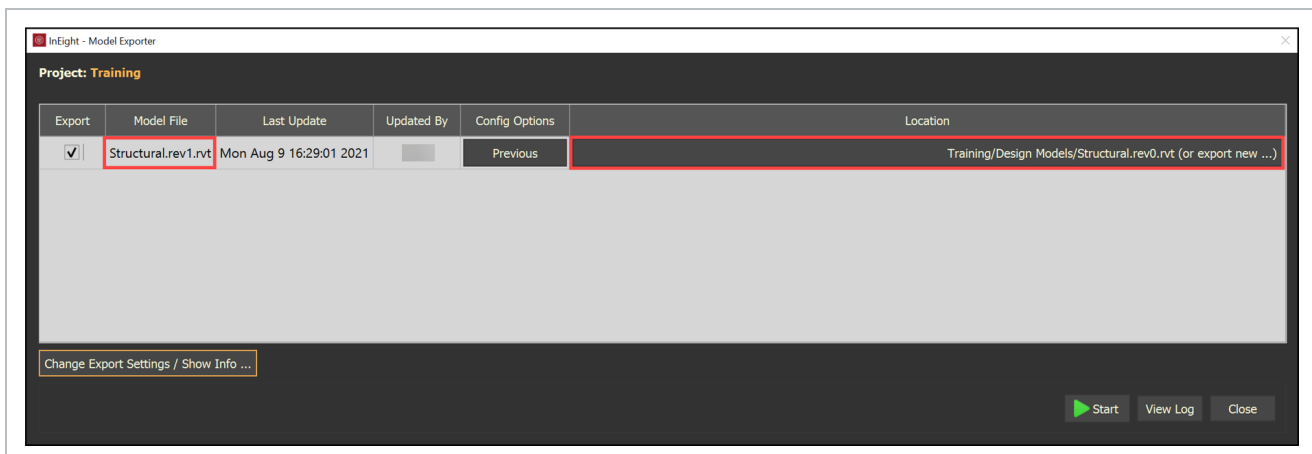 InEight - Model Exporter
Project: Training
Export Model File Last Update Updated By Config Options Location
Structural.rev1.rvt Mon Aug 9 16:29:01 2021 Previous Training/Design Models/Structural.rev0.rvt (or export new ...)
Change Export Settings / Show Info ...
Start View Log Close